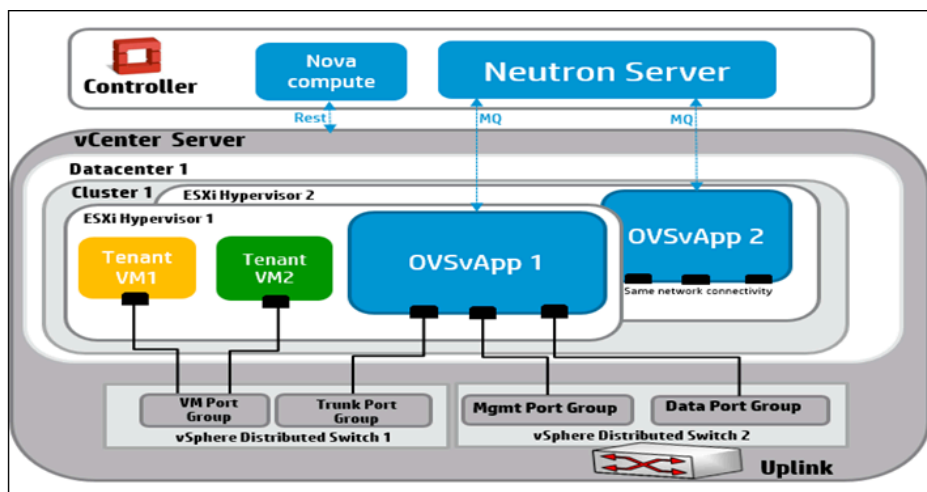 Controller
Nova
compute
Neutron Server
Rest
MQ
MQ
vCenter Server
Datacenter 1
Cluster 1
ESXi Hypervisor 2
ESXi Hypervisor 1
Tenant
VM1
Tenant
VM2
OVSvApp 1
OVSvApp 2
Same network connectivity
VM Port
Group
Trunk Port
Group
vSphere Distributed Switch 1
Mgmt Port Group
Data Port Group
vSphere Distributed Switch 2
Uplink